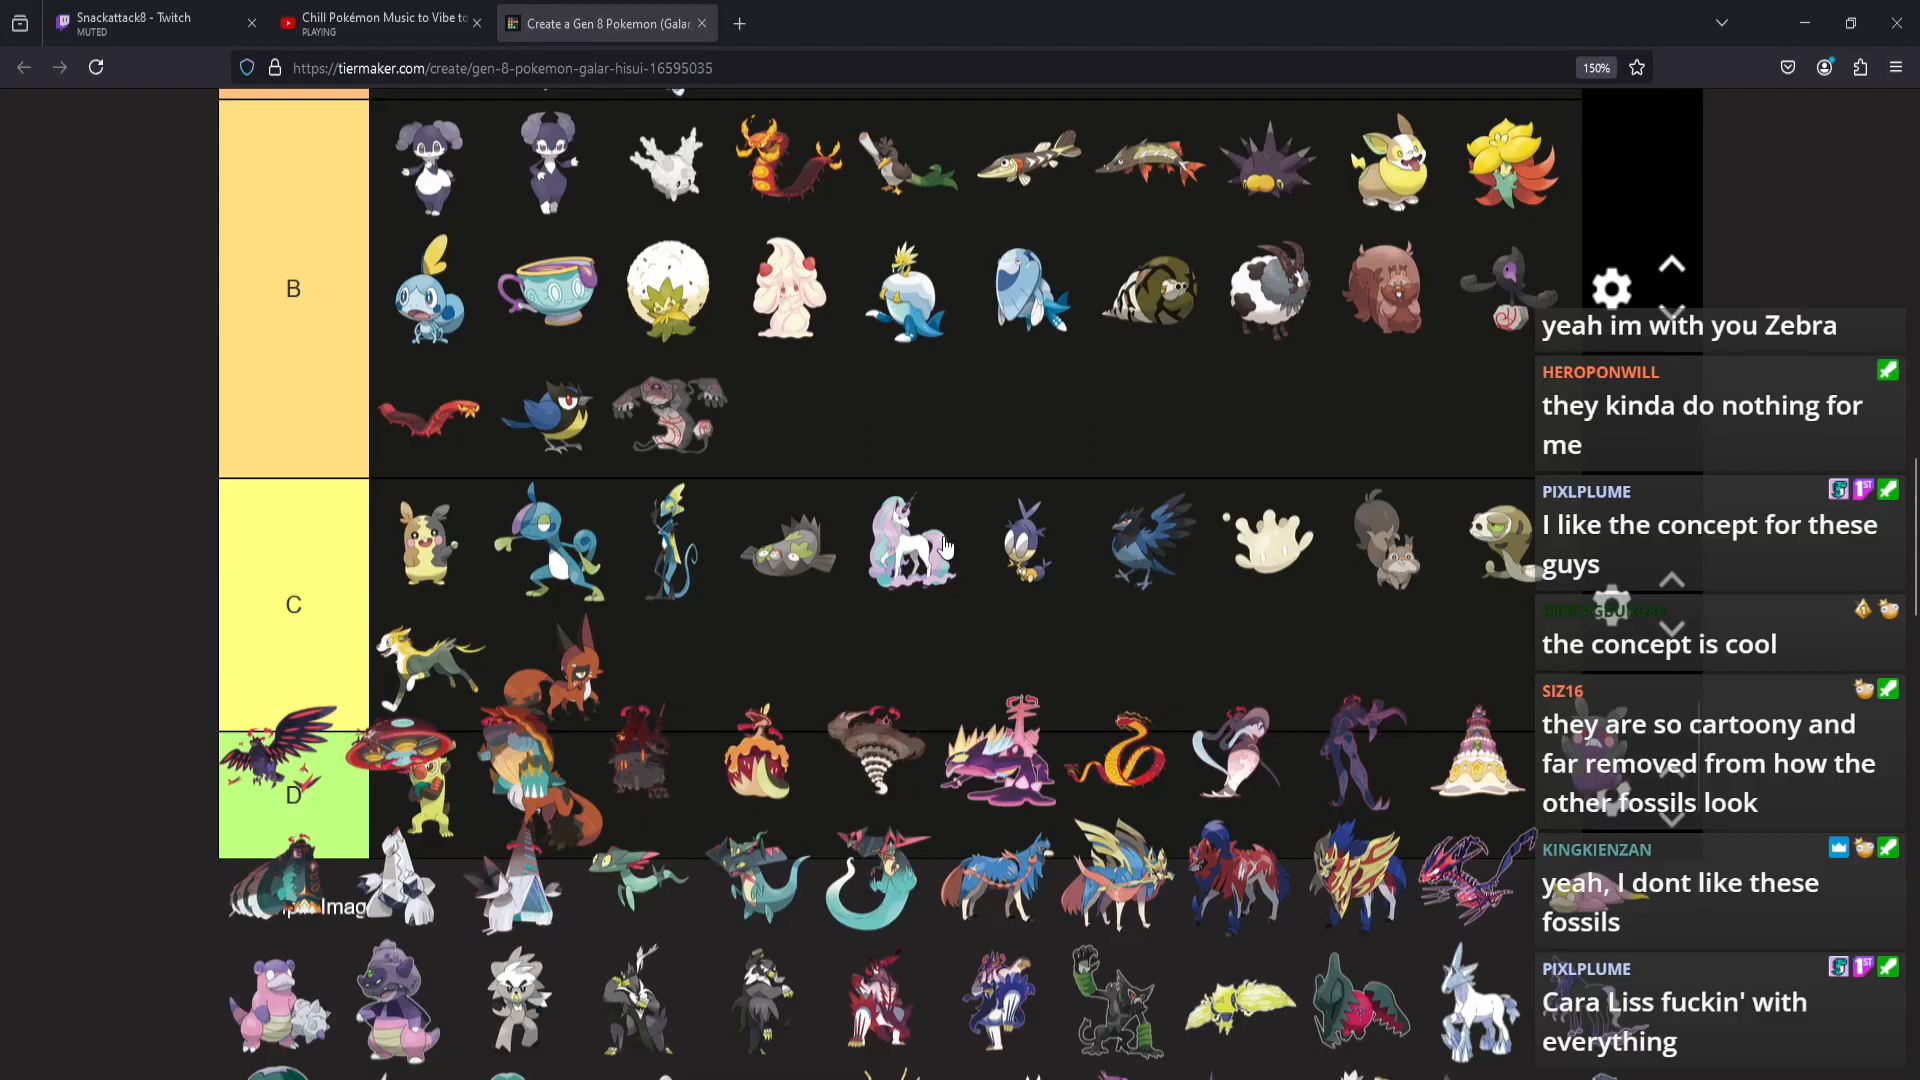 Snackattack8 - Twitch
MUTED
Chill Pokémon Music to Vibe to
PLAYING
Create a Gen 8 Pokemon (Galar,
https://tiermaker.com/create/gen-8-pokemon-galar-hisui-16595035
150%
B
C
D
Imag
yeah im with you Zebra
HEROPONWILL
they kinda do nothing for
me
PIXLPLUME
I like the concept for these
guys
the concept is cool
SIZ16
they are so cartoony and
far removed from how the
other fossils look
KINGKIENZAN
yeah, I dont like these
fossils
PIXLPLUME
Cara Liss fuckin' with
everything